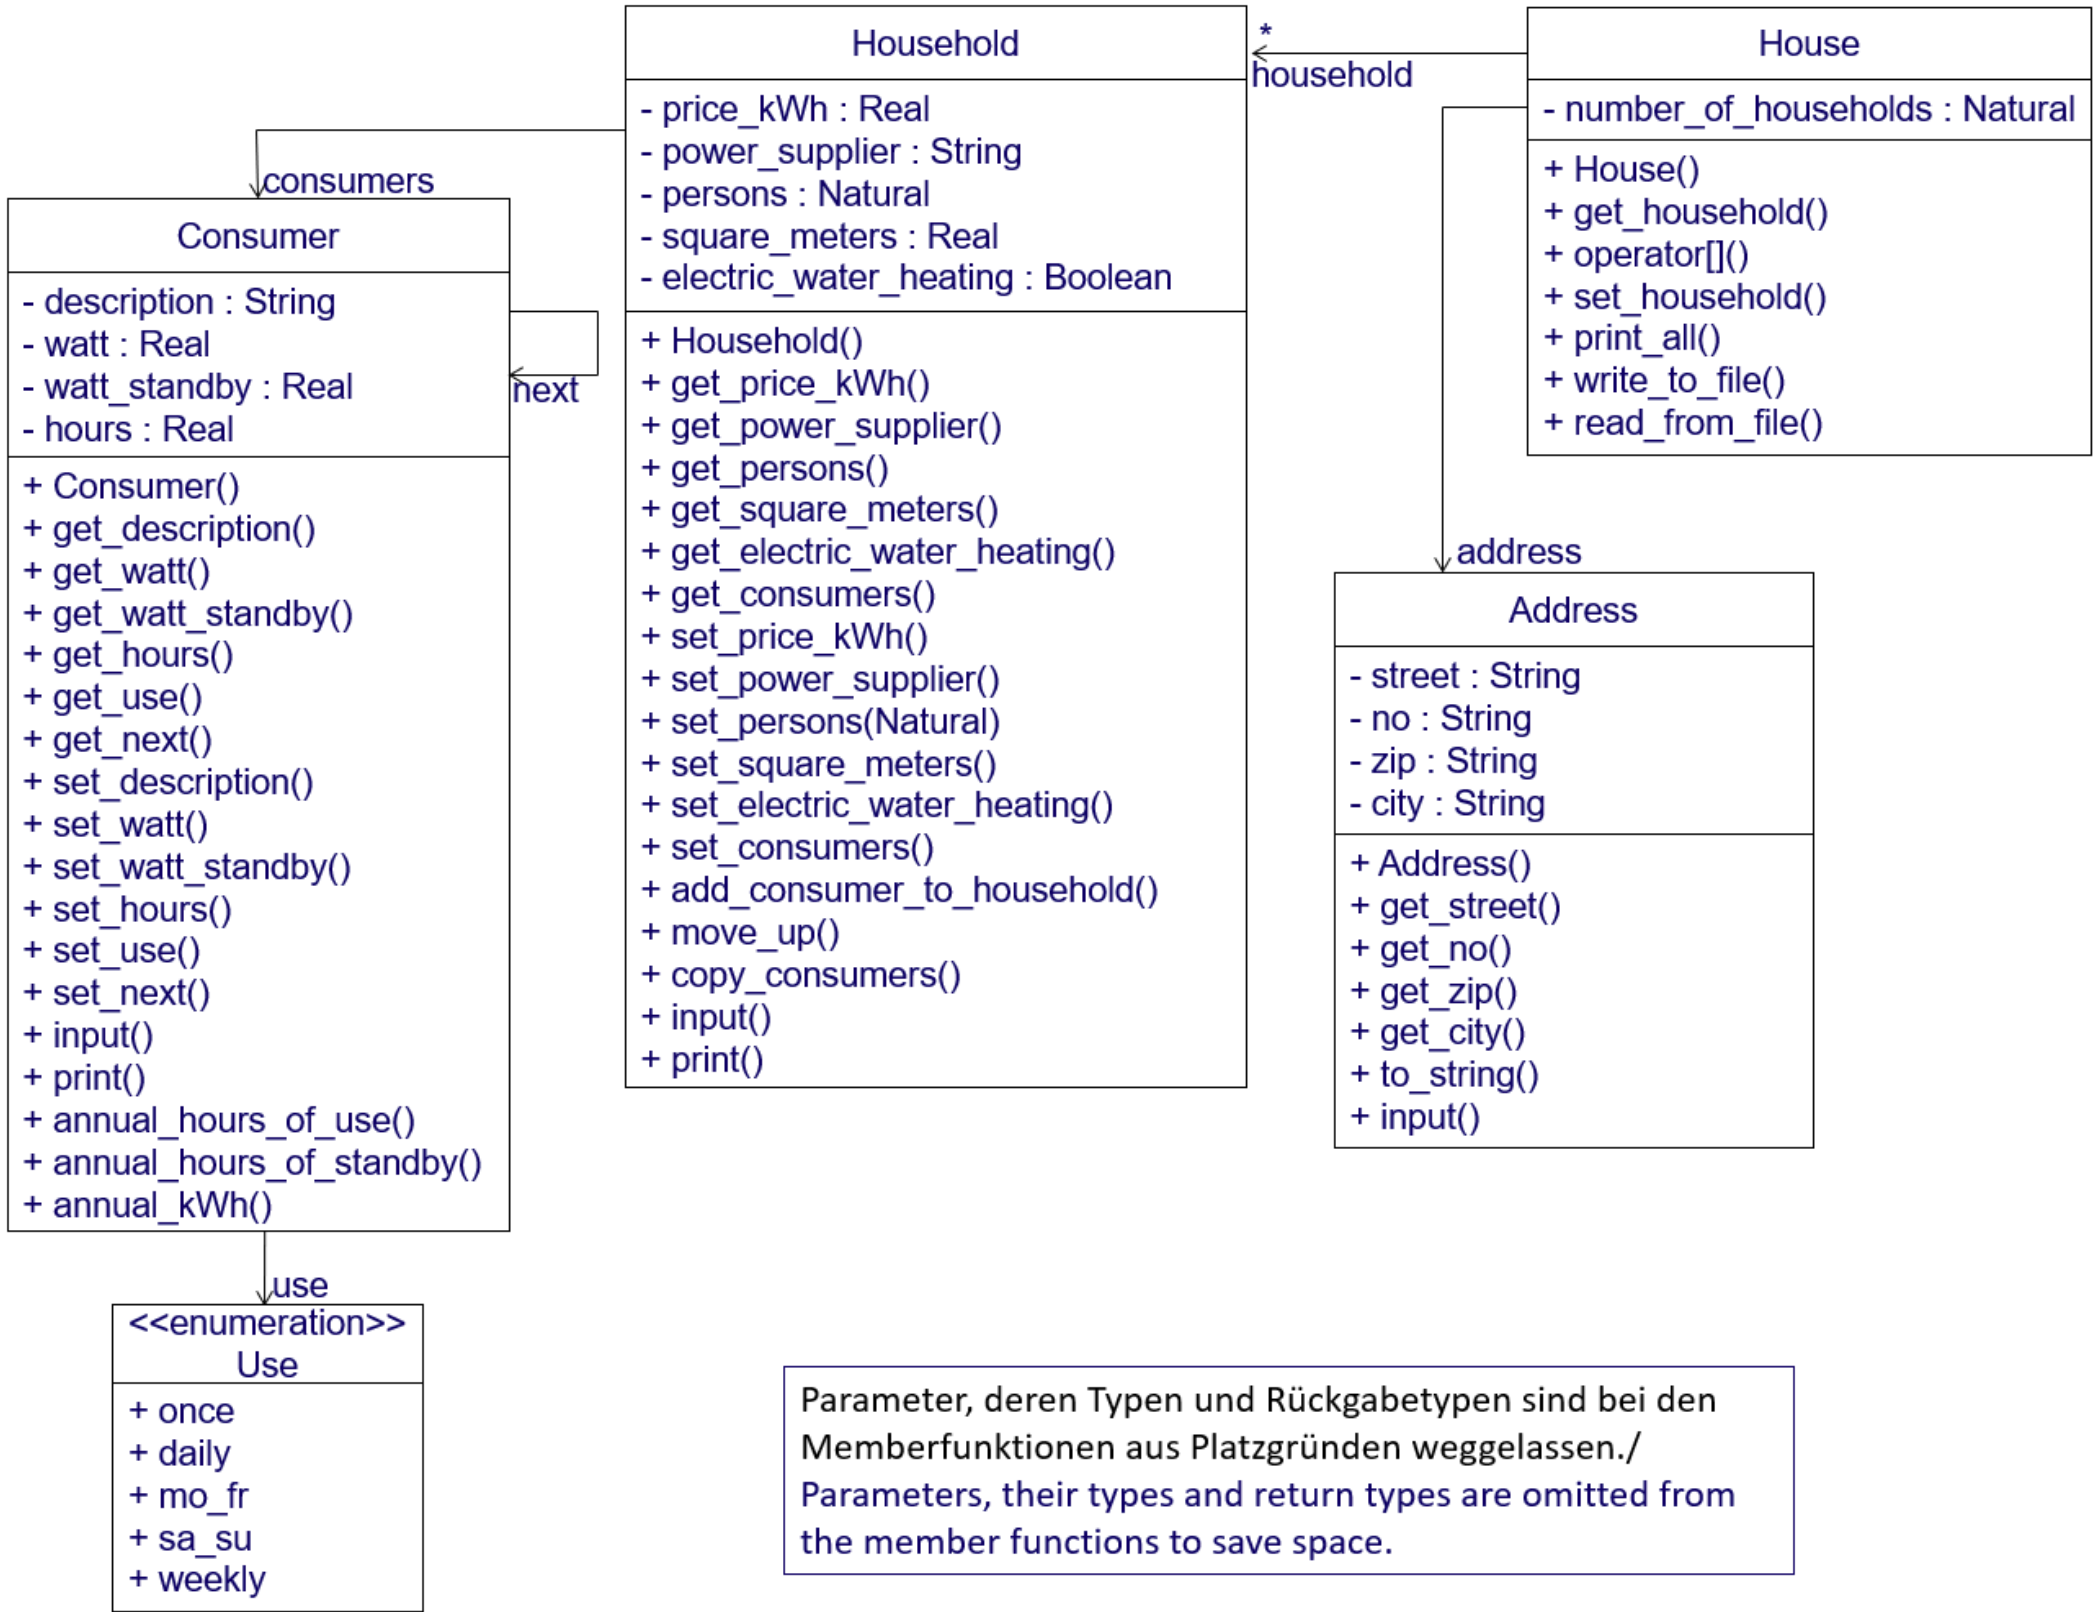 Household
- price_kWh : Real
- power_supplier : String
- persons : Natural
- square_meters : Real
- electric_water_heating : Boolean
+ Household()
+ get_price_kWh()
+ get_power_supplier()
+ get_persons()
+ get_square_meters()
+ get_electric_water_heating()
+ get_consumers()
+ set_price_kWh()
+ set_power_supplier()
+ set_persons(Natural)
+ set_square_meters()
+ set_electric_water_heating()
+ set_consumers()
+ add_consumer_to_household()
+ move_up()
+ copy_consumers()
+ input()
+ print()
*
household
House
- number_of_households : Natural
+ House()
+ get_household()
+ operator[]()
+ set_household()
+ print_all()
+ write_to_file()
+ read_from_file()
consumers
Consumer
- description : String
- watt : Real
- watt_standby : Real
- hours : Real
+ Consumer()
+ get_description()
+ get_watt()
+ get_watt_standby()
+ get_hours()
+ get_use()
+ get_next()
+ set_description()
+ set_watt()
+ set_watt_standby()
+ set_hours()
+ set_use()
+ set_next()
+ input()
+ print()
+ annual_hours_of_use()
+ annual_hours_of_standby()
+ annual_kWh()
next
address
Address
- street : String
- no : String
- zip : String
- city : String
+ Address()
+ get_street()
+ get_no()
+ get_zip()
+ get_city()
+ to_string()
+ input()
use
<<enumeration>>
Use
+ once
+ daily
+ mo_fr
+ sa_su
+ weekly
Parameter, deren Typen und Rückgabetypen sind bei den
Memberfunktionen aus Platzgründen weggelassen./
Parameters, their types and return types are omitted from
the member functions to save space.